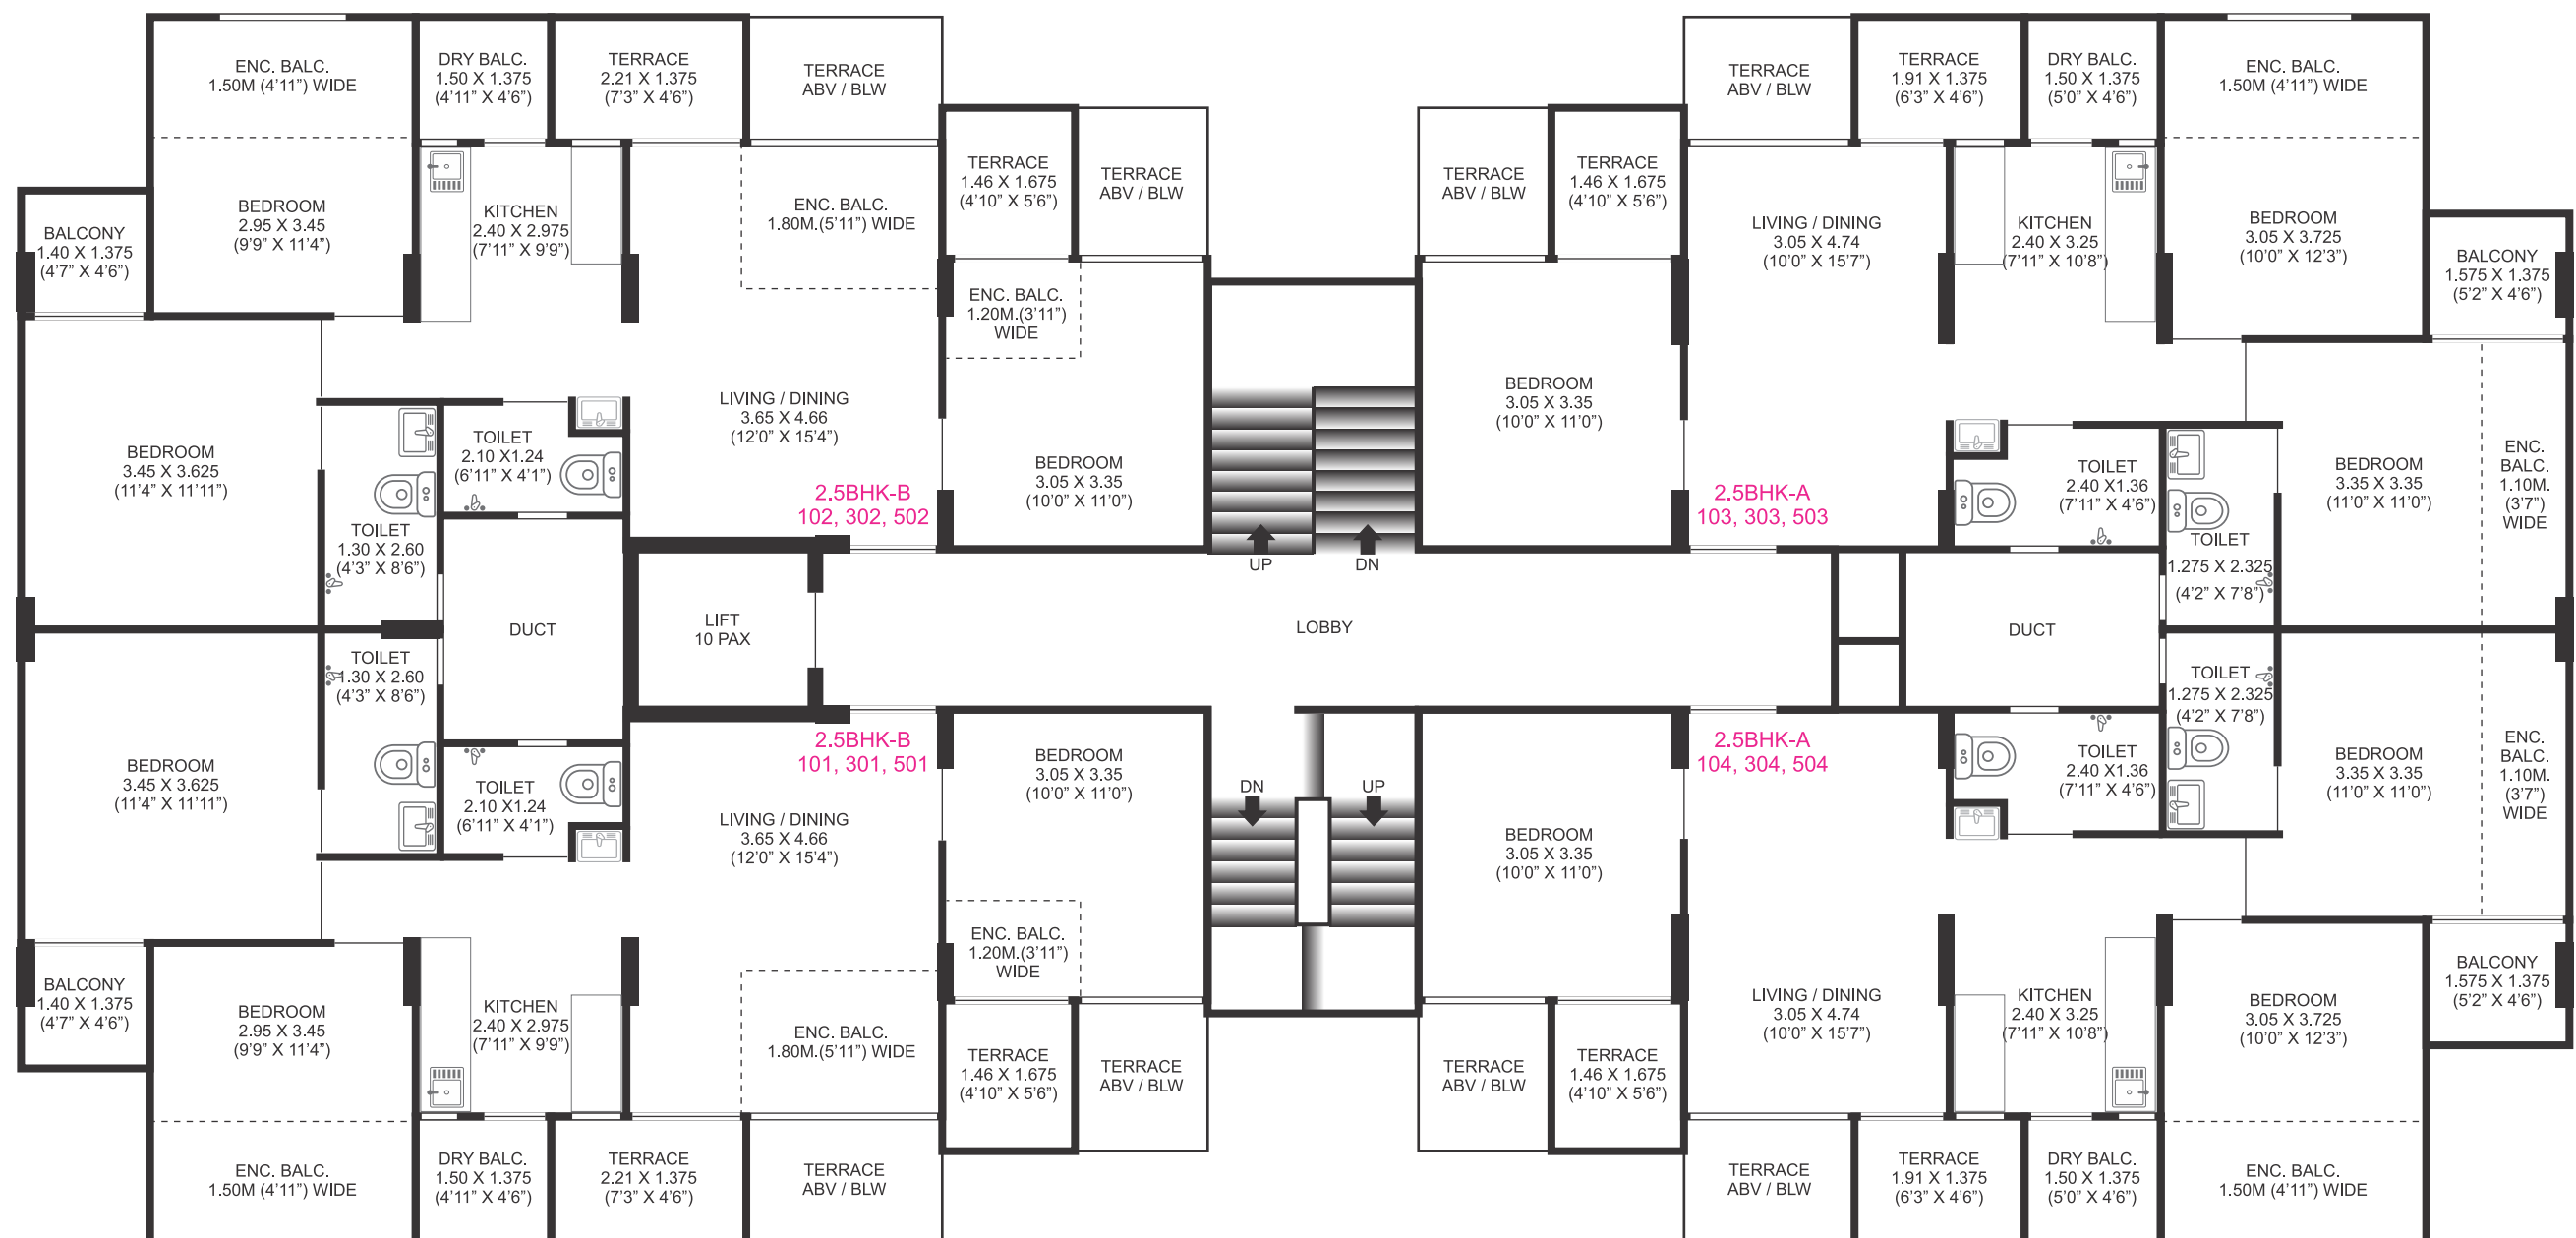 ENC. BALC.
1.50M (4'11") WIDE
DRY BALC.
1.50 X 1.375
(4'11" X 4'6")
TERRACE
2.21 X 1.375
(7'3" X 4'6")
TERRACE
ABV / BLW
TERRACE
ABV / BLW
TERRACE
1.91 X 1.375
(6'3" X 4'6")
DRY BALC.
1.50 X 1.375
(5'0" X 4'6")
ENC. BALC.
1.50M (4'11") WIDE
BALCONY
1.40 X 1.375
(4'7" X 4'6")
BEDROOM
2.95 X 3.45
(9'9" X 11'4")
KITCHEN
2.40 X 2.975
(7'11" X 9'9")
ENC. BALC.
1.80M.(5'11") WIDE
TERRACE
1.46 X 1.675
(4'10" X 5'6")
TERRACE
ABV / BLW
TERRACE
ABV / BLW
TERRACE
1.46 X 1.675
(4'10" X 5'6")
LIVING / DINING
3.05 X 4.74
(10'0" X 15'7")
KITCHEN
2.40 X 3.25
(7'11" X 10'8")
BEDROOM
3.05 X 3.725
(10'0" X 12'3")
BALCONY
1.575 X 1.375
(5'2" X 4'6")
ENC. BALC.
1.20M.(3'11")
WIDE
BEDROOM
3.45 X 3.625
(11'4" X 11'11")
TOILET
2.10 X1.24
(6'11" X 4'1")
LIVING / DINING
3.65 X 4.66
(12'0" X 15'4")
BEDROOM
3.05 X 3.35
(10'0" X 11'0")
BEDROOM
3.05 X 3.35
(10'0" X 11'0")
TOILET
2.40 X1.36
(7'11" X 4'6")
BEDROOM
3.35 X 3.35
(11'0" X 11'0")
ENC.
BALC.
1.10M.
(3'7")
WIDE
2.5BHK-B
102, 302, 502
2.5BHK-A
103, 303, 503
TOILET
1.30 X 2.60
(4'3" X 8'6")
TOILET
1.275 X 2.325
(4'2" X 7'8")
UP
DN
DUCT
LIFT
10 PAX
LOBBY
DUCT
TOILET
1.30 X 2.60
(4'3" X 8'6")
TOILET
1.275 X 2.325
(4'2" X 7'8")
2.5BHK-B
101, 301, 501
2.5BHK-A
104, 304, 504
BEDROOM
3.45 X 3.625
(11'4" X 11'11")
TOILET
2.10 X1.24
(6'11" X 4'1")
LIVING / DINING
3.65 X 4.66
(12'0" X 15'4")
BEDROOM
3.05 X 3.35
(10'0" X 11'0")
DN
UP
BEDROOM
3.05 X 3.35
(10'0" X 11'0")
TOILET
2.40 X1.36
(7'11" X 4'6")
BEDROOM
3.35 X 3.35
(11'0" X 11'0")
ENC.
BALC.
1.10M.
(3'7")
WIDE
ENC. BALC.
1.20M.(3'11")
WIDE
BALCONY
1.40 X 1.375
(4'7" X 4'6")
BEDROOM
2.95 X 3.45
(9'9" X 11'4")
KITCHEN
2.40 X 2.975
(7'11" X 9'9")
ENC. BALC.
1.80M.(5'11") WIDE
LIVING / DINING
3.05 X 4.74
(10'0" X 15'7")
KITCHEN
2.40 X 3.25
(7'11" X 10'8")
BEDROOM
3.05 X 3.725
(10'0" X 12'3")
BALCONY
1.575 X 1.375
(5'2" X 4'6")
TERRACE
1.46 X 1.675
(4'10" X 5'6")
TERRACE
ABV / BLW
TERRACE
ABV / BLW
TERRACE
1.46 X 1.675
(4'10" X 5'6")
ENC. BALC.
1.50M (4'11") WIDE
DRY BALC.
1.50 X 1.375
(4'11" X 4'6")
TERRACE
2.21 X 1.375
(7'3" X 4'6")
TERRACE
ABV / BLW
TERRACE
ABV / BLW
TERRACE
1.91 X 1.375
(6'3" X 4'6")
DRY BALC.
1.50 X 1.375
(5'0" X 4'6")
ENC. BALC.
1.50M (4'11") WIDE